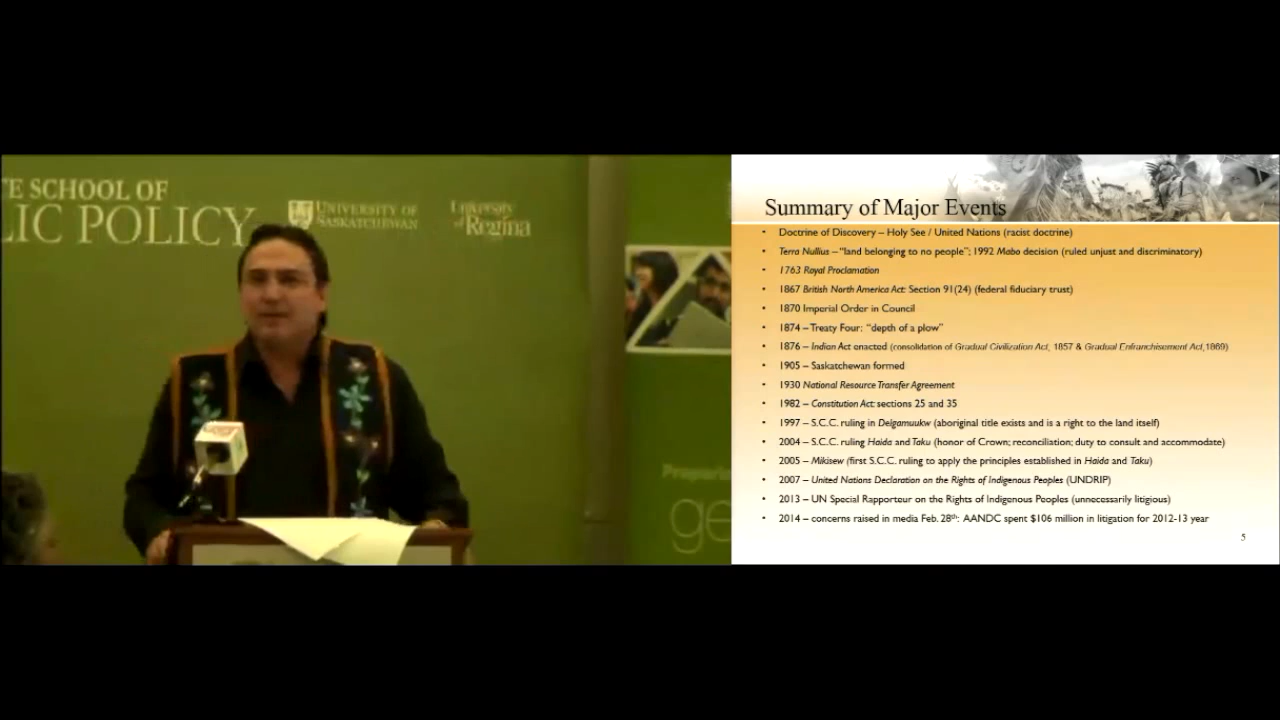 TE SCHOOL OF
LIC POLICY
UNIVERSITY OF
SASKATCHEWAN
University
of Regina
Preparing
ge
Summary of Major Events
• Doctrine of Discovery – Holy See / United Nations (racist doctrine)
• Terra Nullius – “land belonging to no people”; 1992 Mabo decision (ruled unjust and discriminatory)
• 1763 Royal Proclamation
• 1867 British North America Act: Section 91(24) (federal fiduciary trust)
• 1870 Imperial Order in Council
• 1874 – Treaty Four: “depth of a plow”
• 1876 – Indian Act enacted (consolidation of Gradual Civilization Act, 1857 & Gradual Enfranchisement Act,1869)
• 1905 – Saskatchewan formed
• 1930 National Resource Transfer Agreement
• 1982 – Constitution Act: sections 25 and 35
• 1997 – S.C.C. ruling in Delgamuukw (aboriginal title exists and is a right to the land itself)
• 2004 – S.C.C. ruling Haida and Taku (honor of Crown; reconciliation; duty to consult and accommodate)
• 2005 – Mikisew (first S.C.C. ruling to apply the principles established in Haida and Taku)
• 2007 – United Nations Declaration on the Rights of Indigenous Peoples (UNDRIP)
• 2013 – UN Special Rapporteur on the Rights of Indigenous Peoples (unnecessarily litigious)
• 2014 – concerns raised in media Feb. 28th: AANDC spent $106 million in litigation for 2012-13 year
5